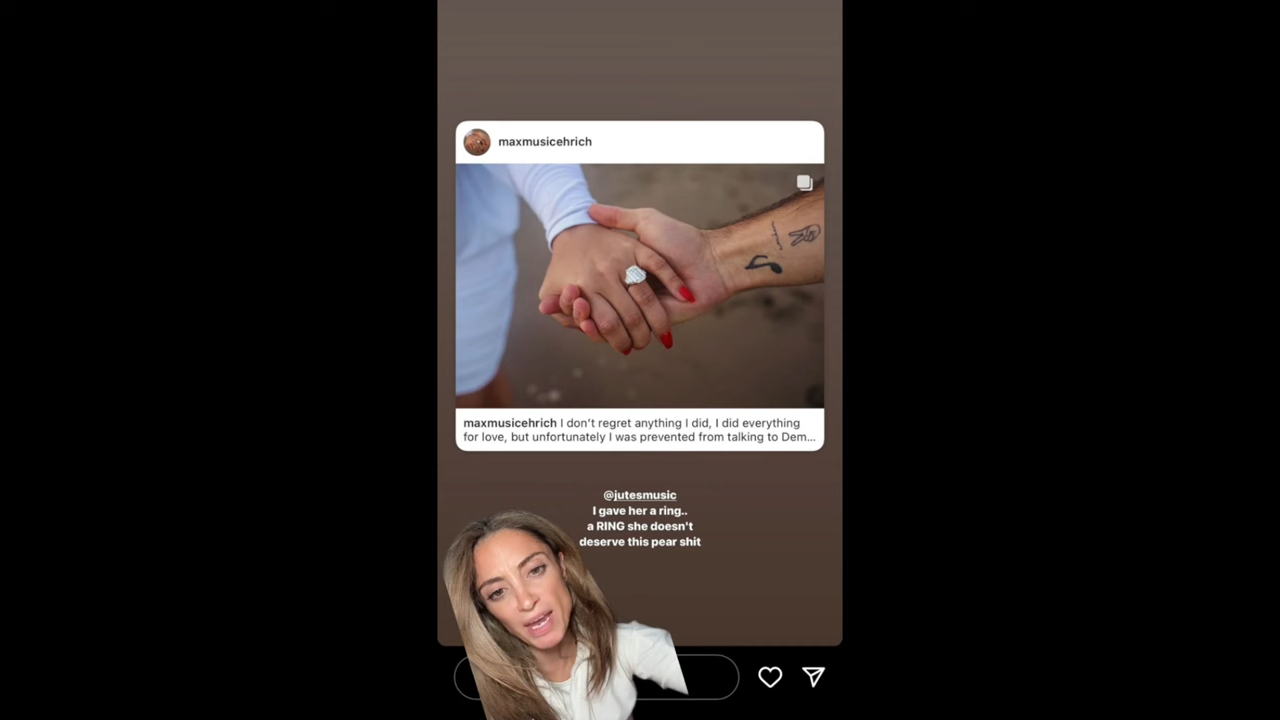 maxmusicehrich
maxmusicehrich I don't regret anything I did, I did everything
for love, but unfortunately I was prevented from talking to Dem...
@jutesmusic
I gave her a ring..
a RING she doesn't
deserve this pear shit